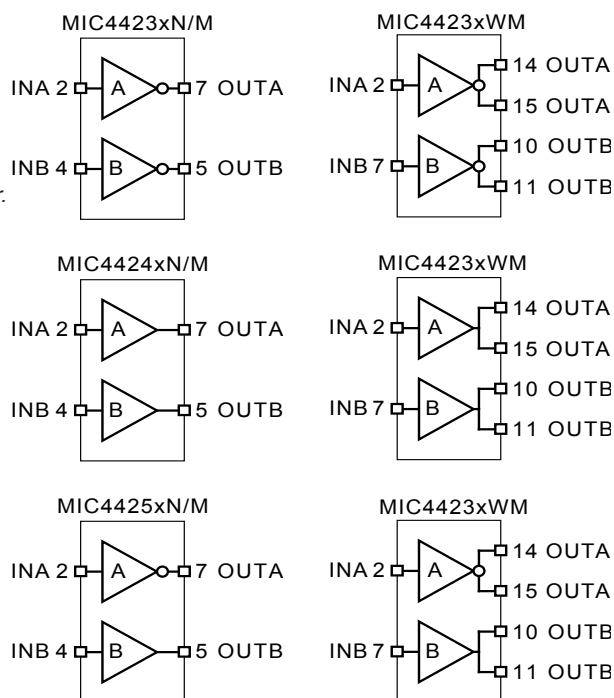 MIC4423xN/M
INA 2
A
7 OUTA
INB 4
B
5 OUTB
r.
MIC4423xWM
INA 2
A
14 OUTA
15 OUTA
INB 7
B
10 OUTB
11 OUTB
MIC4424xN/M
INA 2
A
7 OUTA
INB 4
B
5 OUTB
MIC4423xWM
INA 2
A
14 OUTA
15 OUTA
INB 7
B
10 OUTB
11 OUTB
MIC4425xN/M
INA 2
A
7 OUTA
INB 4
B
5 OUTB
MIC4423xWM
INA 2
A
14 OUTA
15 OUTA
INB 7
B
10 OUTB
11 OUTB